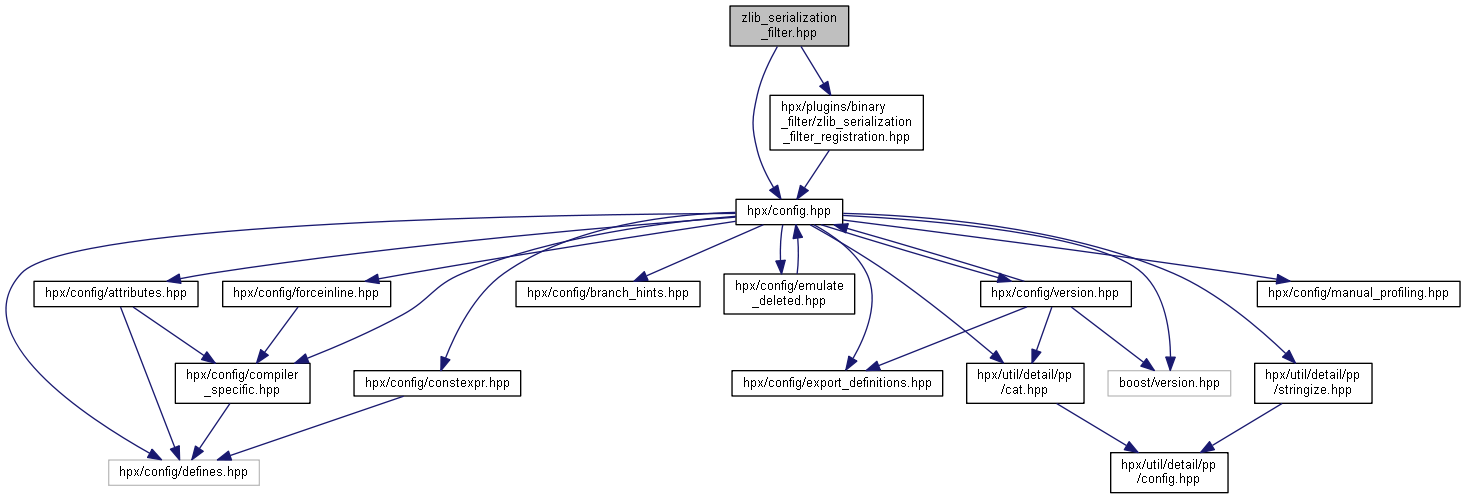 zlib_serialization
_filter.hpp
hpx/plugins/binary
_filter/zlib_serialization
_filter_registration.hpp
hpx/config.hpp
hpx/config/attributes.hpp
hpx/config/forceinline.hpp
hpx/config/branch_hints.hpp
hpx/config/emulate
_deleted.hpp
hpx/config/version.hpp
hpx/config/manual_profiling.hpp
hpx/config/compiler
_specific.hpp
hpx/config/constexpr.hpp
hpx/config/export_definitions.hpp
hpx/util/detail/pp
/cat.hpp
boost/version.hpp
hpx/util/detail/pp
/stringize.hpp
hpx/config/defines.hpp
hpx/util/detail/pp
/config.hpp